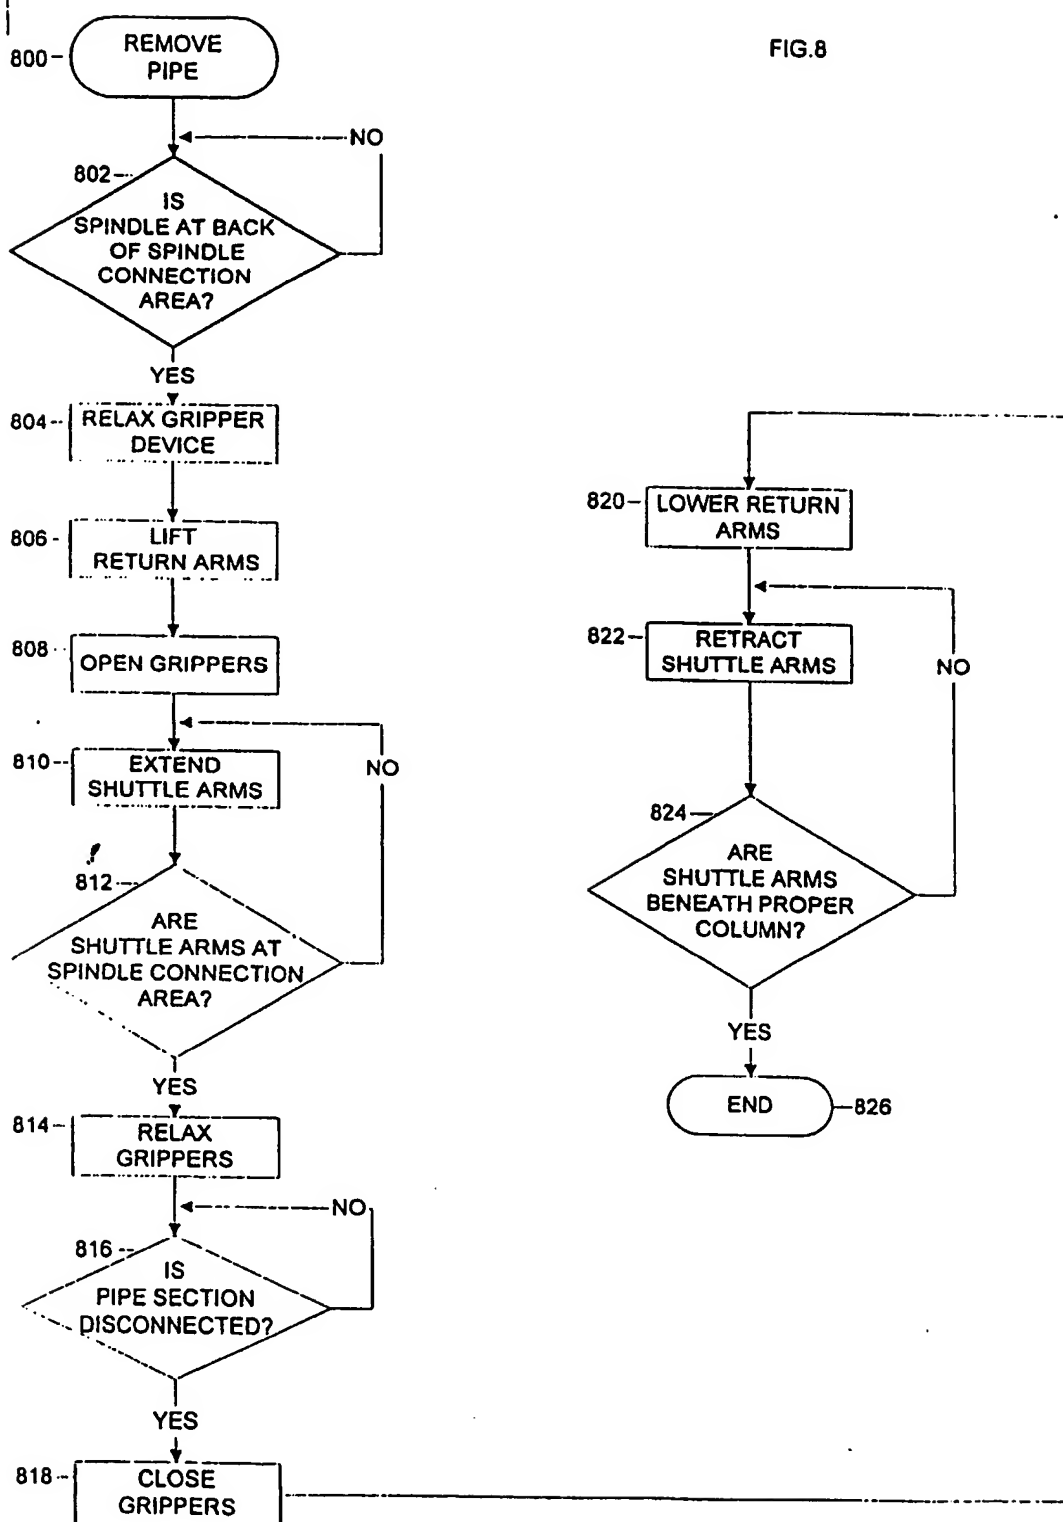 FIG.8
800
REMOVE
PIPE
NO
802
IS
SPINDLE AT BACK
OF SPINDLE
CONNECTION
AREA?
YES
804
RELAX GRIPPER
DEVICE
806
LIFT
RETURN ARMS
808
OPEN GRIPPERS
810
EXTEND
SHUTTLE ARMS
NO
812
ARE
SHUTTLE ARMS AT
SPINDLE CONNECTION
AREA?
YES
814
RELAX
GRIPPERS
NO
816
IS
PIPE SECTION
DISCONNECTED?
YES
818
CLOSE
GRIPPERS
820
LOWER RETURN
ARMS
822
RETRACT
SHUTTLE ARMS
NO
824
ARE
SHUTTLE ARMS
BENEATH PROPER
COLUMN?
YES
END
826